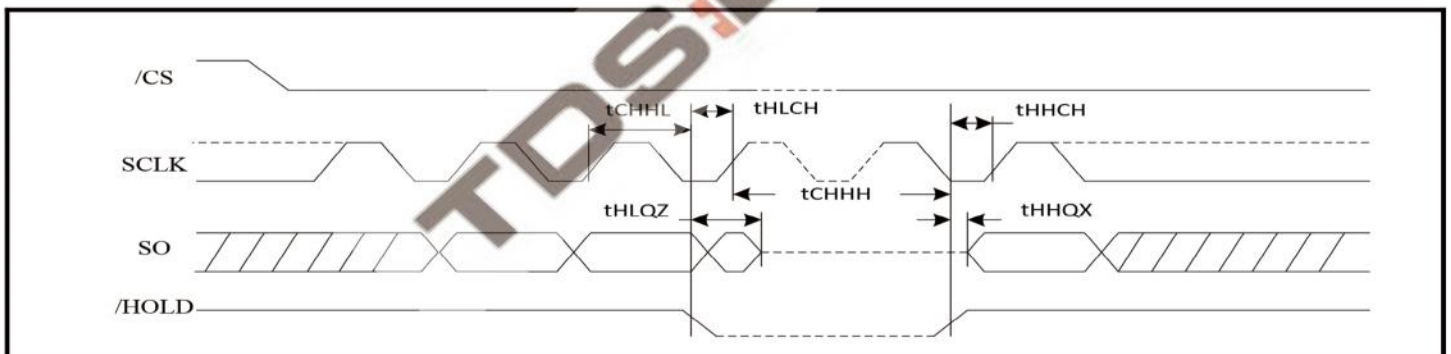 TDS
/CS
tCHHL tHLCH tHHCH
SCLK
tCHHH
tHLQZ tHHQX
SO
/HOLD